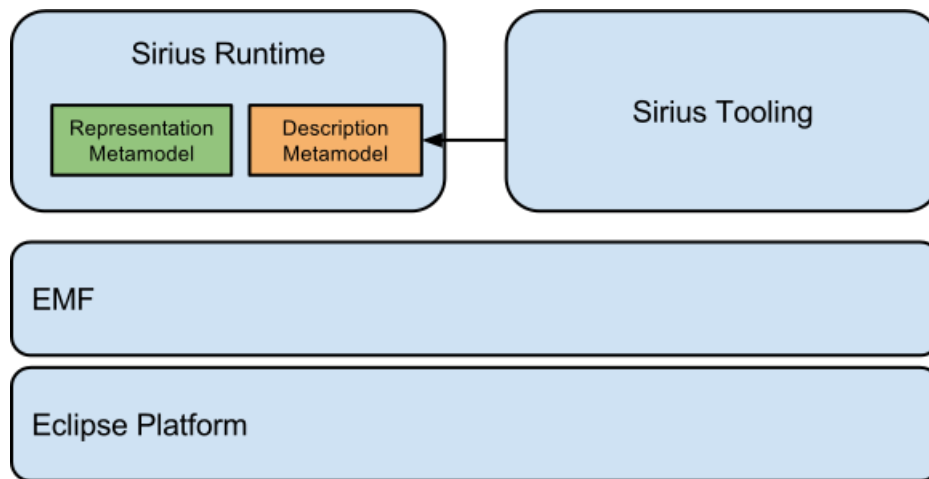 Sirius Runtime
Representation
Metamodel
Description
Metamodel
Sirius Tooling
EMF
Eclipse Platform